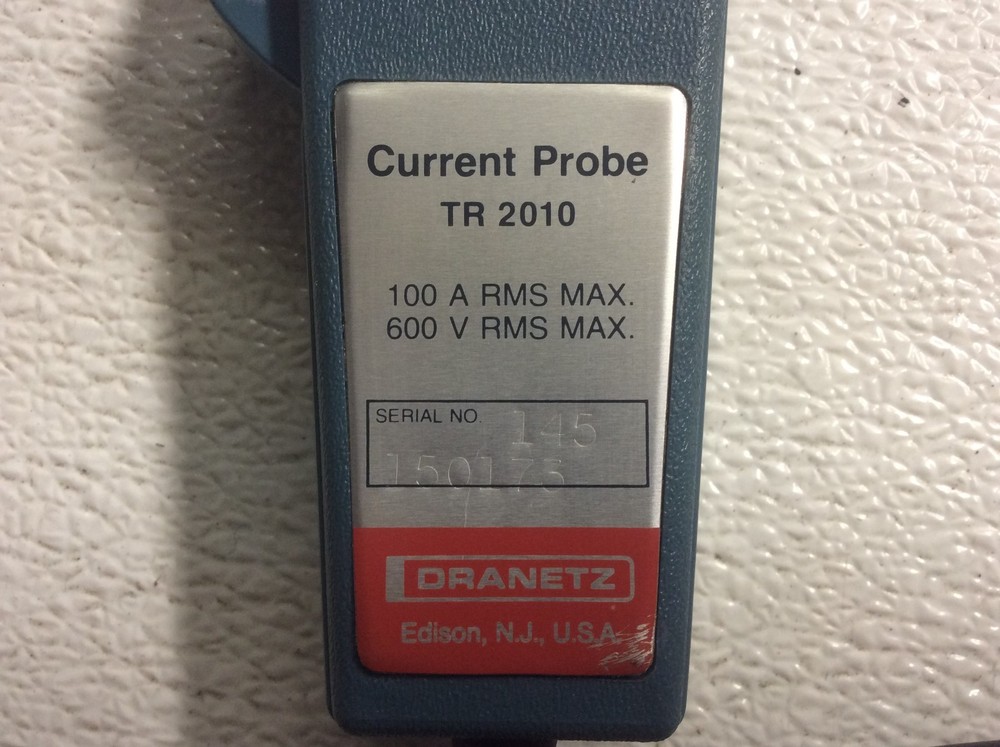 Current Probe
TR 2010
100 A RMS MAX.
600 V RMS MAX.
SERIAL NO.
145
150173
DRANETZ
Edison, N.J., U.S.A.